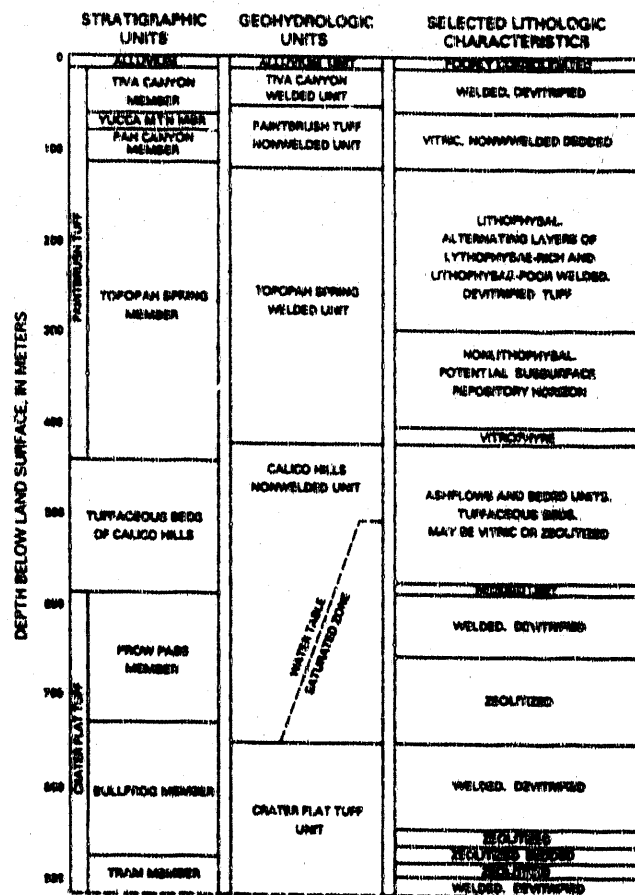 STRATIGRAPHIC
UNITS
GEOHYDROLOGIC
UNITS
SELECTED LITHOLOGIC
CHARACTERISTICS
DEPTH BELOW LAND SURFACE, IN METERS
0
100
200
300
400
500
600
700
PAINTBRUSH TUFF
CRATER FLAT TUFF
ALLUVIUM
TIVA CANYON
MEMBER
YUCCA MTN MBR
PAH CANYON
MEMBER
TOPOPAH SPRING
MEMBER
TUFFACEOUS BEDS
OF CALICO HILLS
PROW PASS
MEMBER
BULLFROG MEMBER
TRAM MEMBER
ALLUVIUM UNIT
TIVA CANYON
WELDED UNIT
PAINTBRUSH TUFF
NONWELDED UNIT
TOPOPAH SPRING
WELDED UNIT
CALICO HILLS
NONWELDED UNIT
WATER TABLE
SATURATED ZONE
CRATER FLAT TUFF
UNIT
WELDED, DEVITRIFIED
VITRIC, NONWELDED BEDDED
LITHOPHYSAL.
ALTERNATING LAYERS OF
LYTHOPHYSAE-RICH AND
LITHOPHYSAE-POOR WELDED,
DEVITRIFIED TUFF
NONLITHOPHYSAL.
POTENTIAL SUBSURFACE
REPOSITORY HORIZON
VITROPHYRE
ASHFLOWS AND BEDED UNITS.
TUFFACEOUS BEDS.
MAY BE VITRIC OR ZEOLITIZED
WELDED, DEVITRIFIED
ZEOLITIZED
WELDED, DEVITRIFIED
ZEOLITIZED
ZEOLITIZED BEDDED
ZEOLITIZED
WELDED, DEVITRIFIED